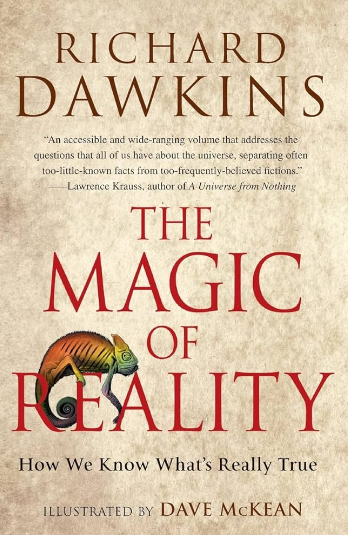 RICHARD
DAWKINS
“An accessible and wide-ranging volume that addresses the
questions that all of us have about the universe, separating often
too-little-known facts from too-frequently-believed fictions.”
—Lawrence Krauss, author of A Universe from Nothing
THE
MAGIC
OF
REALITY
How We Know What’s Really True
ILLUSTRATED BY DAVE McKEAN